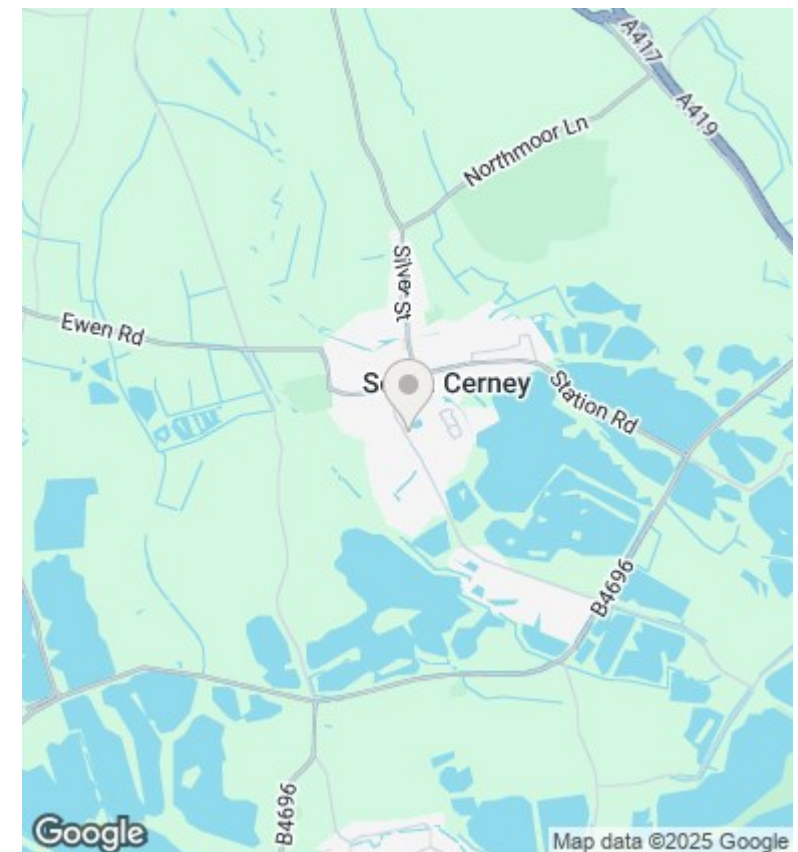 A417
A419
Northmoor Ln
Silver St
Ewen Rd
Cerney
Station Rd
B4696
B4696
Google
Map data ©2025 Google